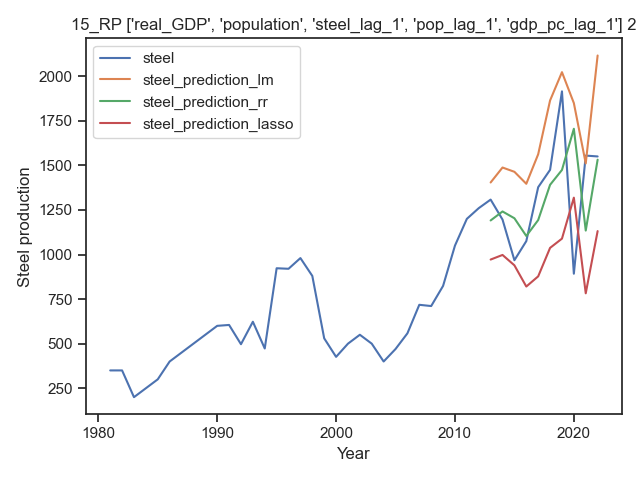 15_RP ['real_GDP', 'population', 'steel_lag_1', 'pop_lag_1', 'gdp_pc_lag_1'] 2
steel
steel_prediction_lm
steel_prediction_rr
steel_prediction_lasso
Steel production
2000
1750
1500
1250
1000
750
500
250
1980
1990
2000
2010
2020
Year